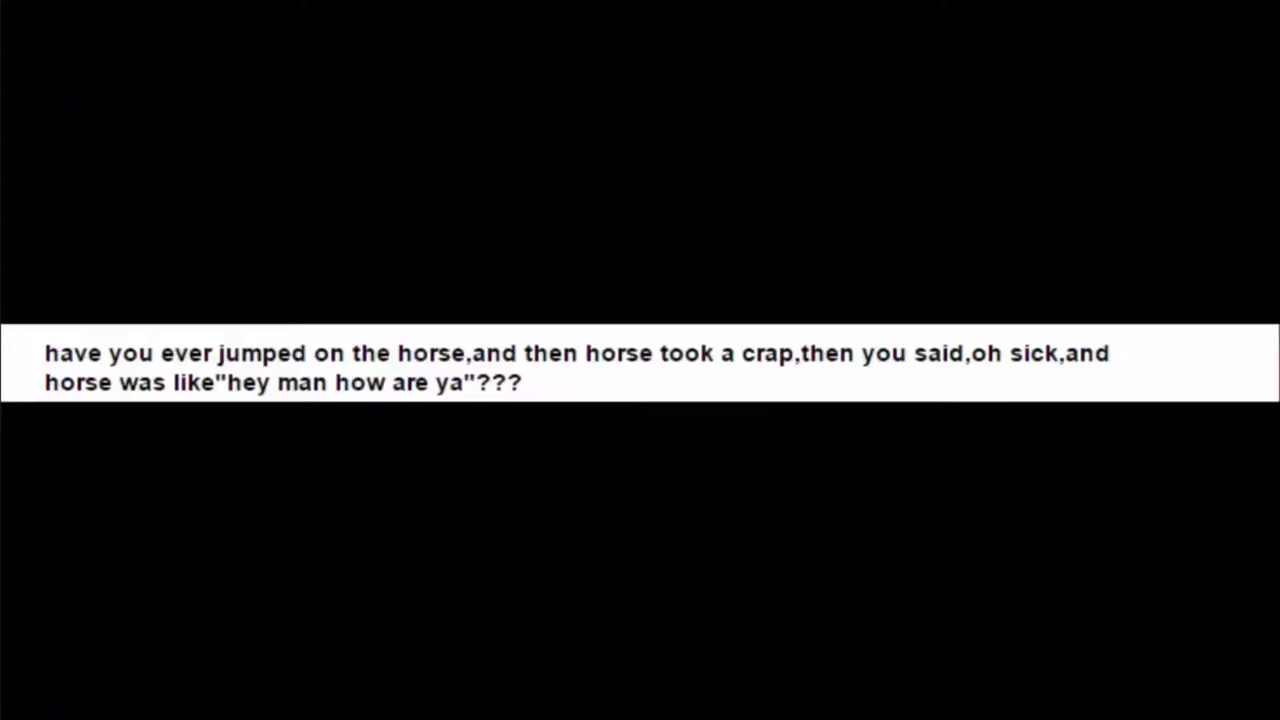 have you ever jumped on the horse,and then horse took a crap,then you said,oh sick,and
horse was like"hey man how are ya"???